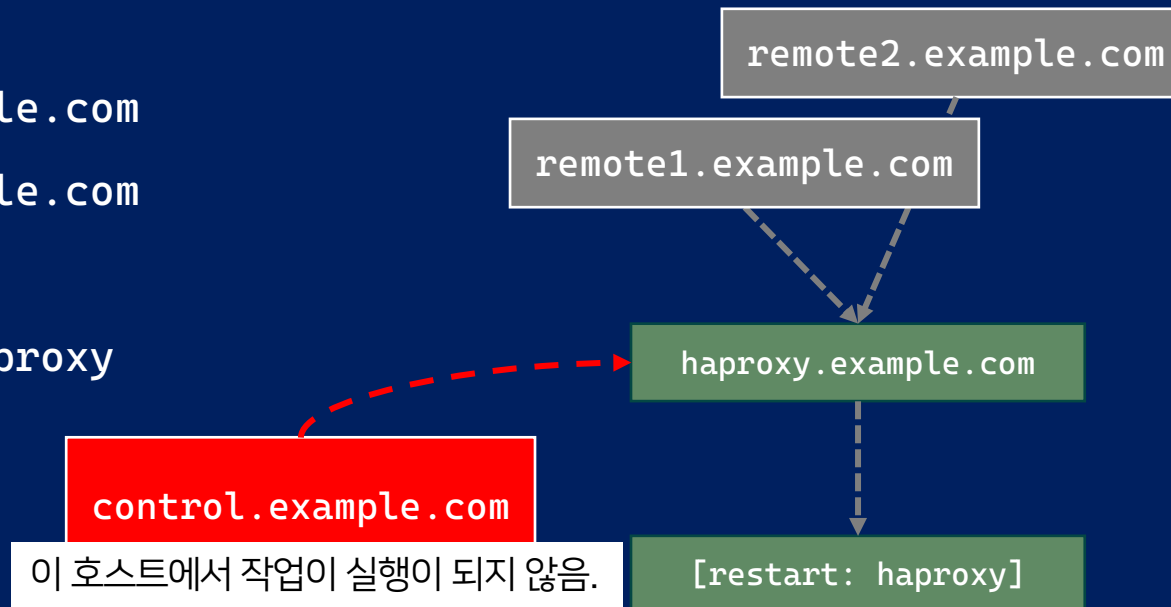 remote2.example.com
le.com
remote1.example.com
le.com
proxy
haproxy.example.com
control.example.com
이 호스트에서 작업이 실행이 되지 않음.
[restart: haproxy]